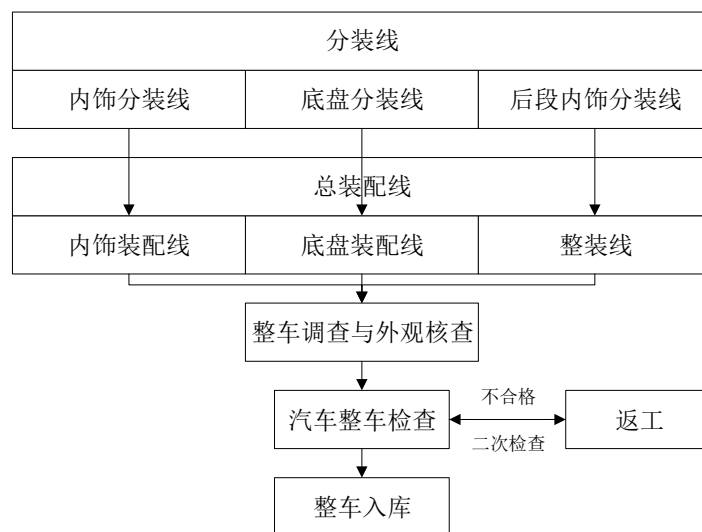 分装线
内饰分装线
底盘分装线
后段内饰分装线
总装配线
内饰装配线
底盘装配线
整装线
整车调查与外观核查
汽车整车检查
不合格
二次检查
返工
整车入库